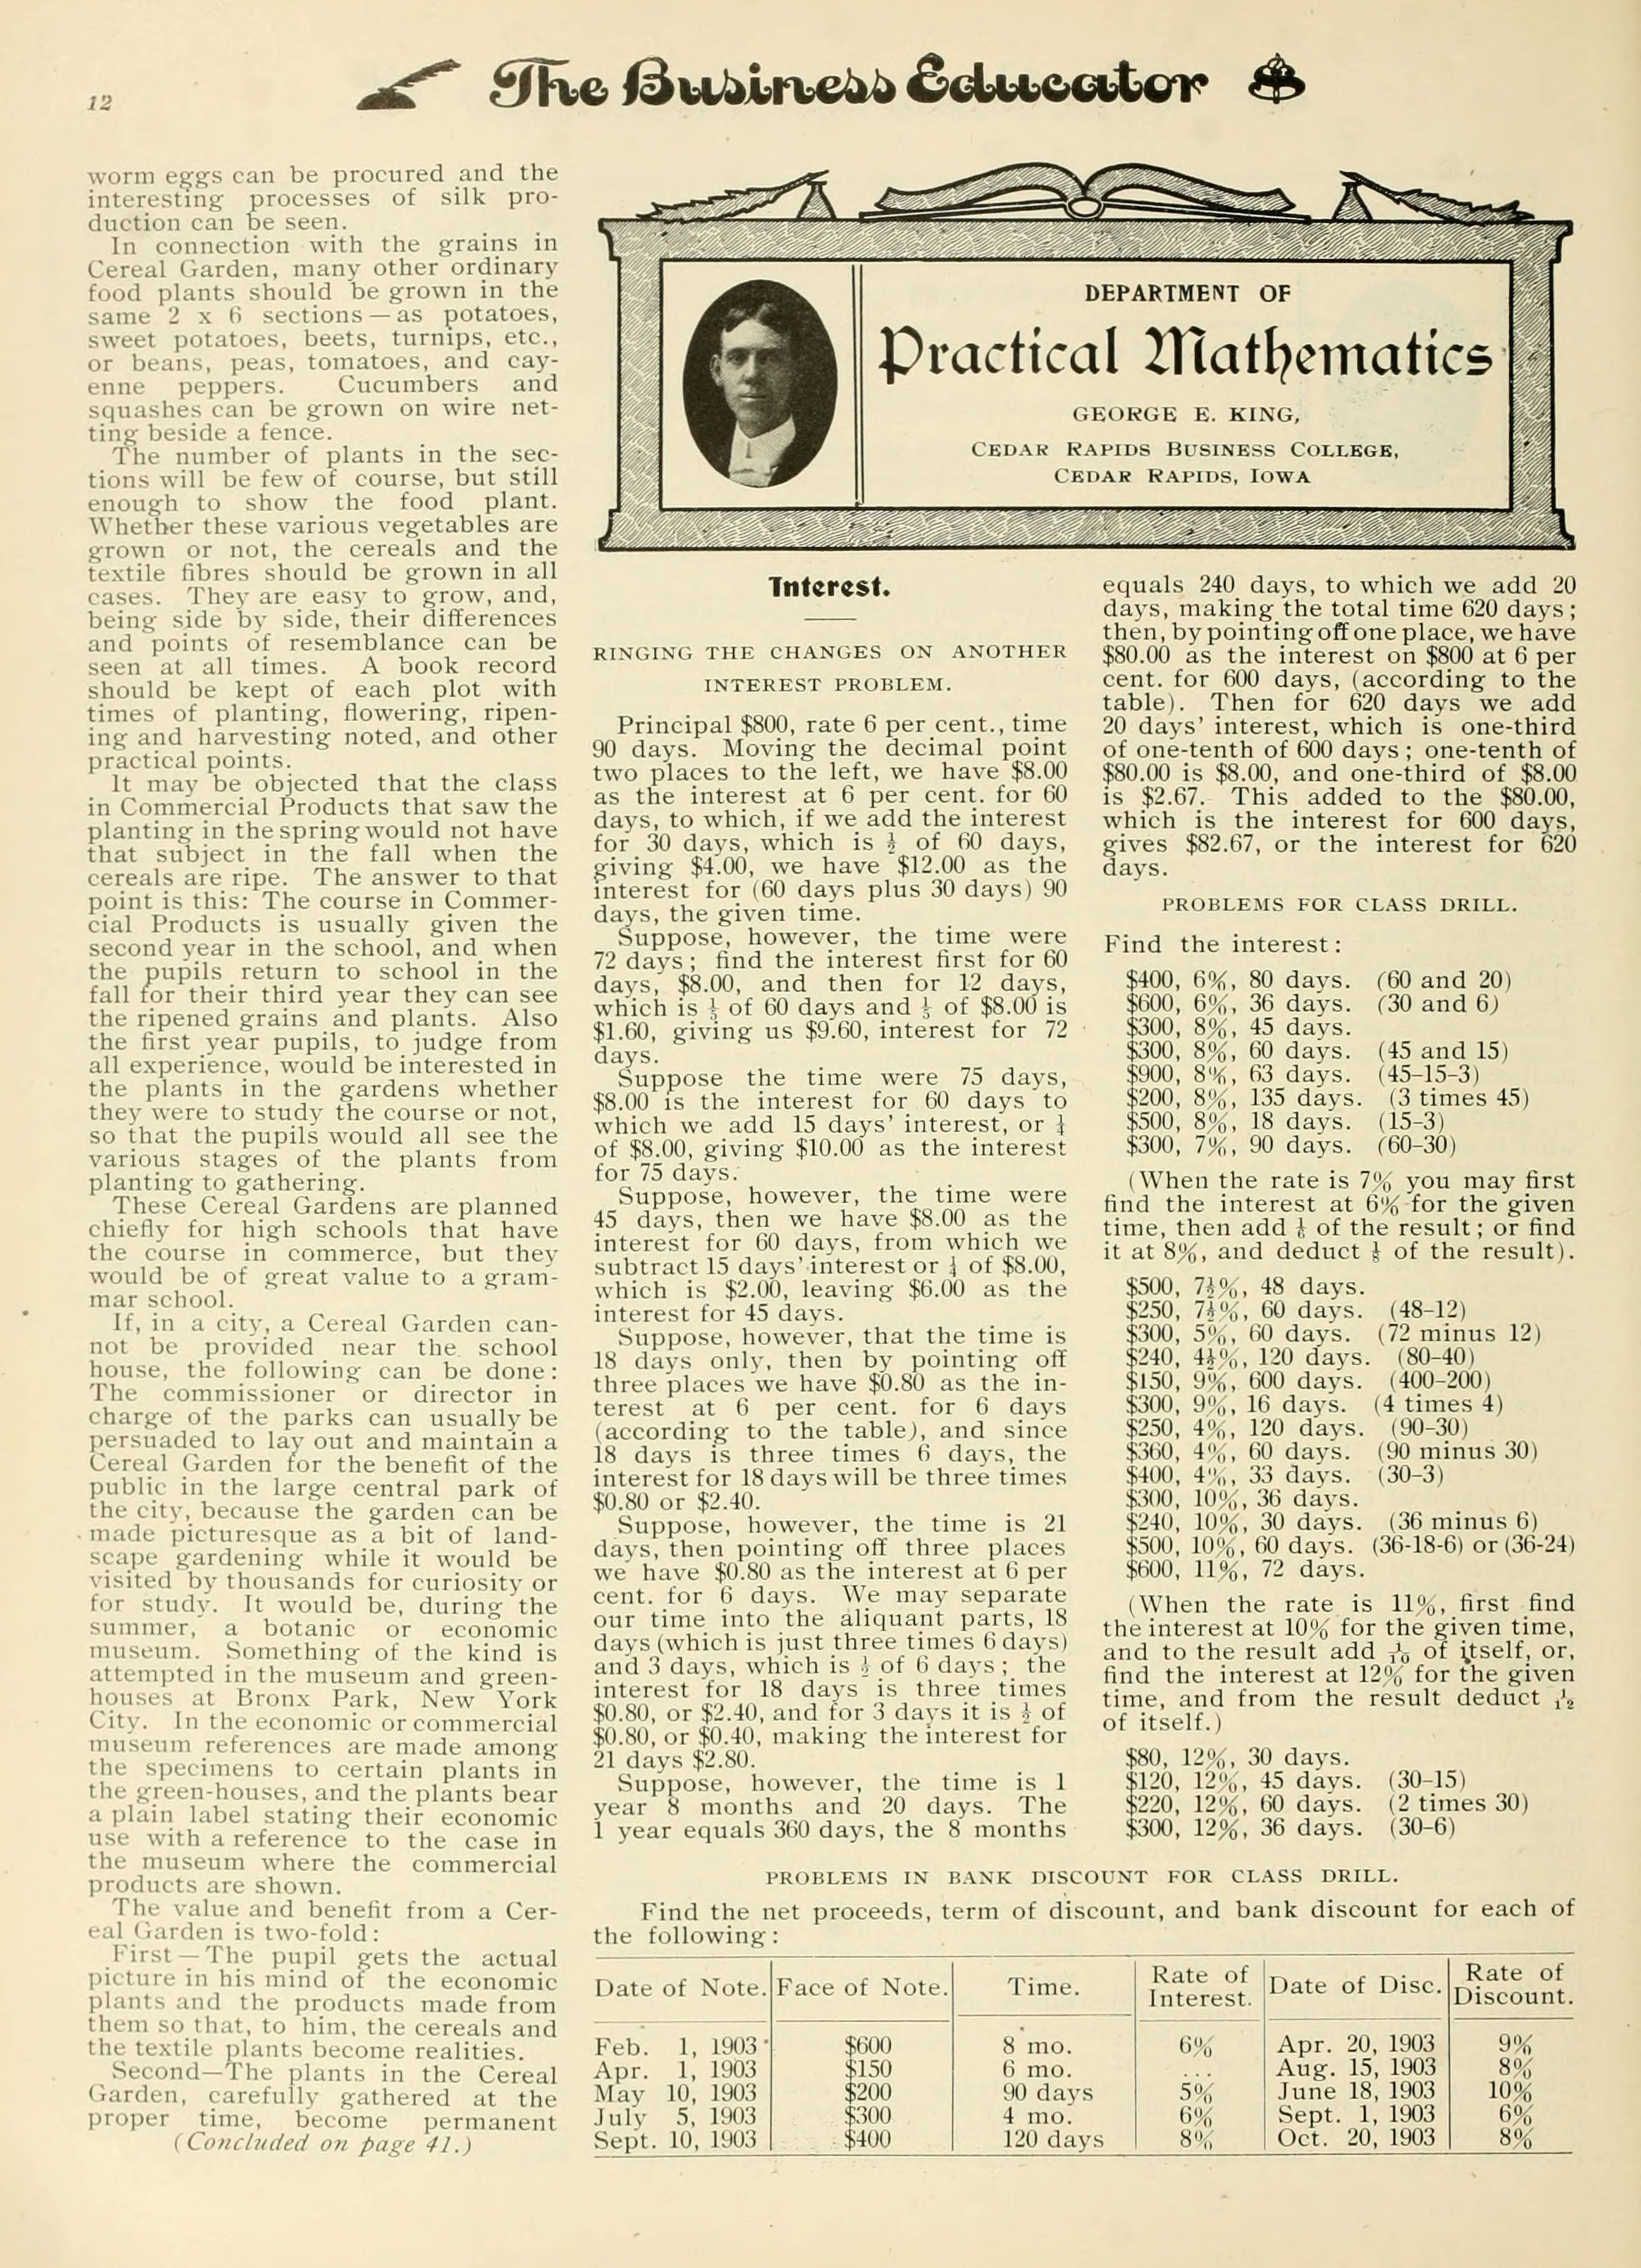 12
The Business Educator
worm eggs can be procured and the
interesting processes of silk pro-
duction can be seen.
In connection with the grains in
Cereal Garden, many other ordinary
food plants should be grown in the
same 2 x 6 sections — as potatoes,
sweet potatoes, beets, turnips, etc.,
or beans, peas, tomatoes, and cay-
enne peppers. Cucumbers and
squashes can be grown on wire net-
ting beside a fence.
The number of plants in the sec-
tions will be few of course, but still
enough to show the food plant.
Whether these various vegetables are
grown or not, the cereals and the
textile fibres should be grown in all
cases. They are easy to grow, and,
being side by side, their differences
and points of resemblance can be
seen at all times. A book record
should be kept of each plot with
times of planting, flowering, ripen-
ing and harvesting noted, and other
practical points.
It may be objected that the class
in Commercial Products that saw the
planting in the spring would not have
that subject in the fall when the
cereals are ripe. The answer to that
point is this: The course in Commer-
cial Products is usually given the
second year in the school, and when
the pupils return to school in the
fall for their third year they can see
the ripened grains and plants. Also
the first year pupils, to judge from
all experience, would be interested in
the plants in the gardens whether
they were to study the course or not,
so that the pupils would all see the
various stages of the plants from
planting to gathering.
These Cereal Gardens are planned
chiefly for high schools that have
the course in commerce, but they
would be of great value to a gram-
mar school.
If, in a city, a Cereal Garden can-
not be provided near the school
house, the following can be done:
The commissioner or director in
charge of the parks can usually be
persuaded to lay out and maintain a
Cereal Garden for the benefit of the
public in the large central park of
the city, because the garden can be
made picturesque as a bit of land-
scape gardening while it would be
visited by thousands for curiosity or
for study. It would be, during the
summer, a botanic or economic
museum. Something of the kind is
attempted in the museum and green-
houses at Bronx Park, New York
City. In the economic or commercial
museum references are made among
the specimens to certain plants in
the green-houses, and the plants bear
a plain label stating their economic
use with a reference to the case in
the museum where the commercial
products are shown.
The value and benefit from a Cer-
eal Garden is two-fold:
First — The pupil gets the actual
picture in his mind of the economic
plants and the products made from
them so that, to him, the cereals and
the textile plants become realities.
Second—The plants in the Cereal
Garden, carefully gathered at the
proper time, become permanent
(Concluded on page 41.)
DEPARTMENT OF
Practical Mathematics
GEORGE E. KING,
CEDAR RAPIDS BUSINESS COLLEGE,
CEDAR RAPIDS, IOWA
Interest.
RINGING THE CHANGES ON ANOTHER
INTEREST PROBLEM.
Principal $800, rate 6 per cent., time
90 days. Moving the decimal point
two places to the left, we have $8.00
as the interest at 6 per cent. for 60
days, to which, if we add the interest
for 30 days, which is ½ of 60 days,
giving $4.00, we have $12.00 as the
interest for (60 days plus 30 days) 90
days, the given time.
Suppose, however, the time were
72 days; find the interest first for 60
days, $8.00, and then for 12 days,
which is ⅕ of 60 days and ⅕ of $8.00 is
$1.60, giving us $9.60, interest for 72
days.
Suppose the time were 75 days,
$8.00 is the interest for 60 days to
which we add 15 days' interest, or ¼
of $8.00, giving $10.00 as the interest
for 75 days.
Suppose, however, the time were
45 days, then we have $8.00 as the
interest for 60 days, from which we
subtract 15 days' interest or ¼ of $8.00,
which is $2.00, leaving $6.00 as the
interest for 45 days.
Suppose, however, that the time is
18 days only, then by pointing off
three places we have $0.80 as the in-
terest at 6 per cent. for 6 days
(according to the table), and since
18 days is three times 6 days, the
interest for 18 days will be three times
$0.80 or $2.40.
Suppose, however, the time is 21
days, then pointing off three places
we have $0.80 as the interest at 6 per
cent. for 6 days. We may separate
our time into the aliquant parts, 18
days (which is just three times 6 days)
and 3 days, which is ½ of 6 days; the
interest for 18 days is three times
$0.80, or $2.40, and for 3 days it is ½ of
$0.80, or $0.40, making the interest for
21 days $2.80.
Suppose, however, the time is 1
year 8 months and 20 days. The
1 year equals 360 days, the 8 months
equals 240 days, to which we add 20
days, making the total time 620 days;
then, by pointing off one place, we have
$80.00 as the interest on $800 at 6 per
cent. for 600 days, (according to the
table). Then for 620 days we add
20 days' interest, which is one-third
of one-tenth of 600 days; one-tenth of
$80.00 is $8.00, and one-third of $8.00
is $2.67. This added to the $80.00,
which is the interest for 600 days,
gives $82.67, or the interest for 620
days.
PROBLEMS FOR CLASS DRILL.
Find the interest:
$400, 6%, 80 days. (60 and 20)
$600, 6%, 36 days. (30 and 6)
$300, 8%, 45 days.
$300, 8%, 60 days. (45 and 15)
$900, 8%, 63 days. (45-15-3)
$200, 8%, 135 days. (3 times 45)
$500, 8%, 18 days. (15-3)
$300, 7%, 90 days. (60-30)
(When the rate is 7% you may first
find the interest at 6% for the given
time, then add ⅙ of the result; or find
it at 8%, and deduct ⅛ of the result).
$500, 7½%, 48 days.
$250, 7½%, 60 days. (48-12)
$300, 5%, 60 days. (72 minus 12)
$240, 4½%, 120 days. (80-40)
$150, 9%, 600 days. (400-200)
$300, 9%, 16 days. (4 times 4)
$250, 4%, 120 days. (90-30)
$360, 4%, 60 days. (90 minus 30)
$400, 4%, 33 days. (30-3)
$300, 10%, 36 days.
$240, 10%, 30 days. (36 minus 6)
$500, 10%, 60 days. (36-18-6) or (36-24)
$600, 11%, 72 days.
(When the rate is 11%, first find
the interest at 10% for the given time,
and to the result add 1/10 of itself, or,
find the interest at 12% for the given
time, and from the result deduct 1/12
of itself.)
$80, 12%, 30 days.
$120, 12%, 45 days. (30-15)
$220, 12%, 60 days. (2 times 30)
$300, 12%, 36 days. (30-6)
PROBLEMS IN BANK DISCOUNT FOR CLASS DRILL.
Find the net proceeds, term of discount, and bank discount for each of
the following:
Date of Note. Face of Note. Time. Rate of Interest. Date of Disc. Rate of Discount.
Feb. 1, 1903 $600 8 mo. 6% Apr. 20, 1903 9%
Apr. 1, 1903 $150 6 mo. ... Aug. 15, 1903 8%
May 10, 1903 $200 90 days 5% June 18, 1903 10%
July 5, 1903 $300 4 mo. 6% Sept. 1, 1903 6%
Sept. 10, 1903 $400 120 days 8% Oct. 20, 1903 8%